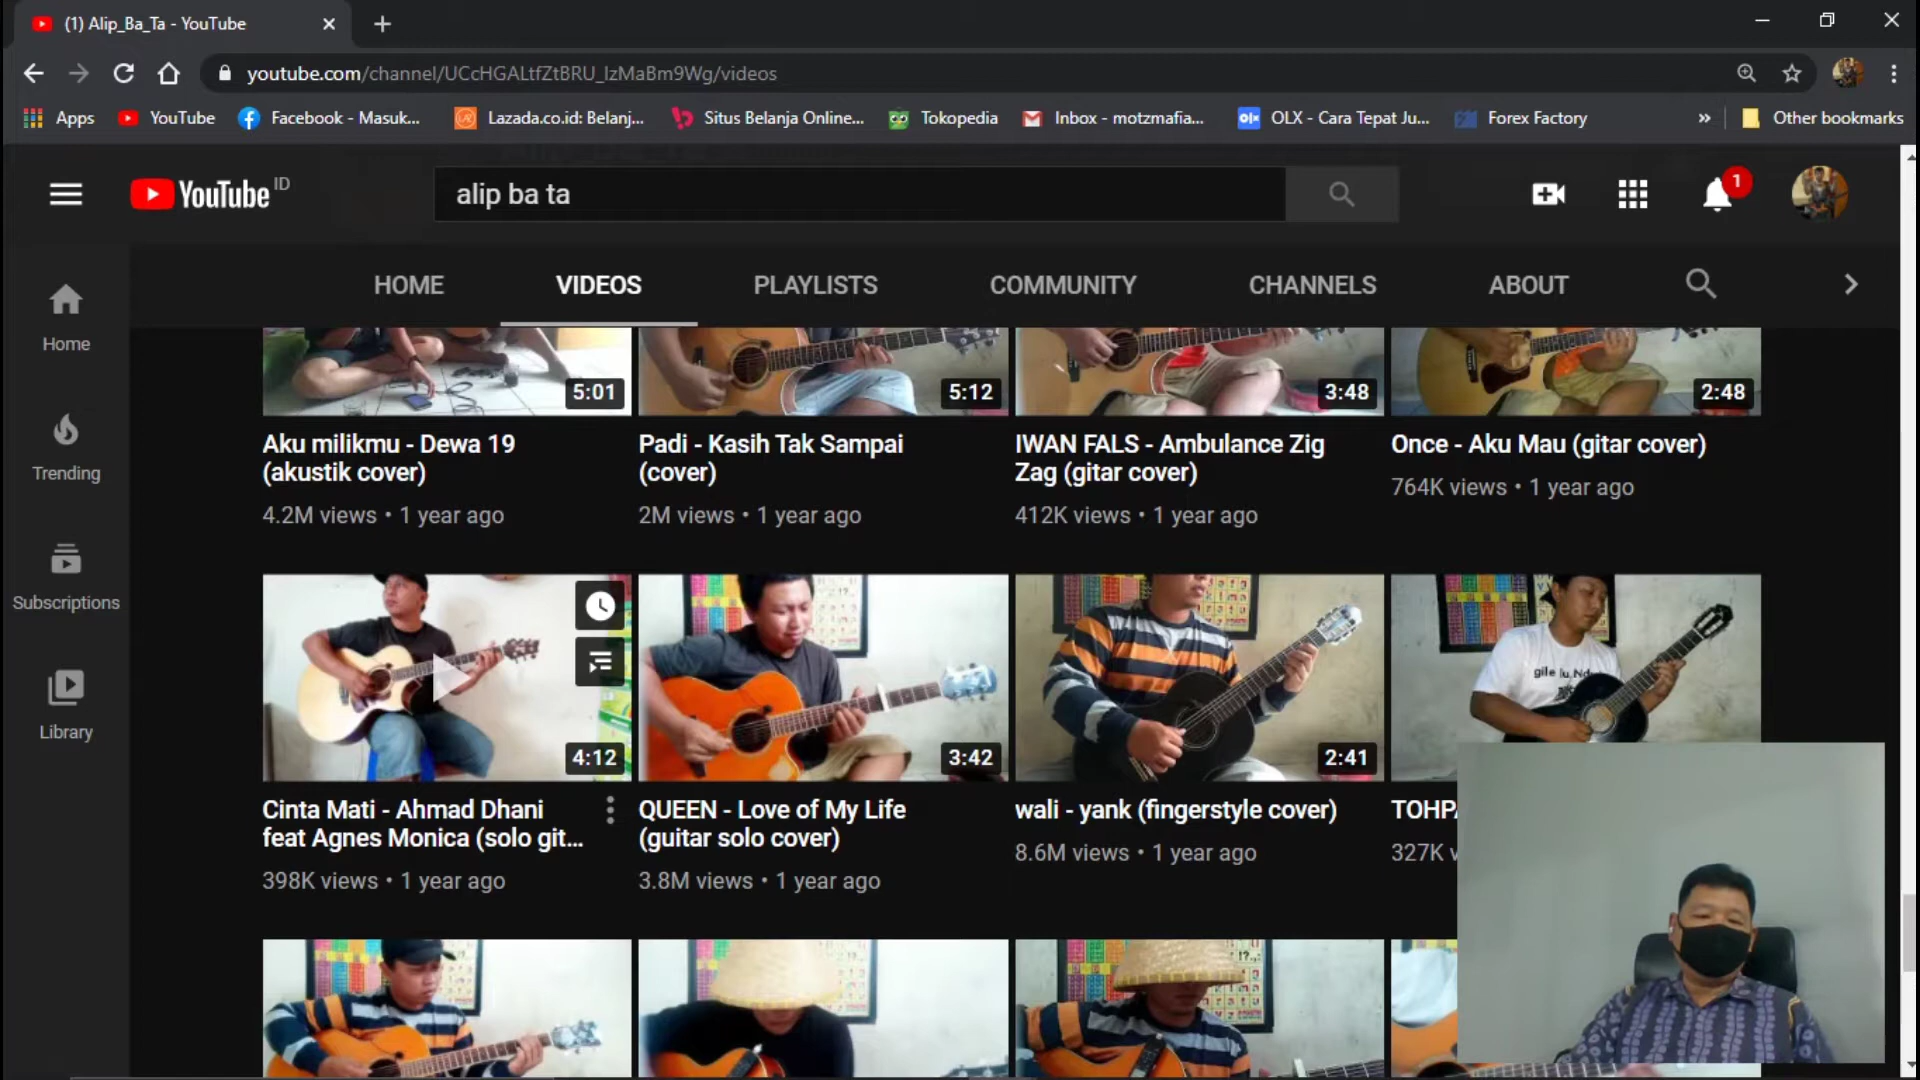 (1) Alip_Ba_Ta - YouTube
youtube.com/channel/UCcHGALtfZtBRU_IzMaBm9Wg/videos
Apps YouTube Facebook - Masuk... Lazada.co.id: Belanj... Situs Belanja Online... Tokopedia Inbox - motzmafia... OLX - Cara Tepat Ju... Forex Factory » Other bookmarks
YouTube ID
alip ba ta
1
HOME VIDEOS PLAYLISTS COMMUNITY CHANNELS ABOUT
Home
Trending
Subscriptions
Library
5:01 5:12 3:48 2:48
Aku milikmu - Dewa 19
(akustik cover)
4.2M views • 1 year ago
Padi - Kasih Tak Sampai
(cover)
2M views • 1 year ago
IWAN FALS - Ambulance Zig
Zag (gitar cover)
412K views • 1 year ago
Once - Aku Mau (gitar cover)
764K views • 1 year ago
gile lu
4:12 3:42 2:41
Cinta Mati - Ahmad Dhani
feat Agnes Monica (solo git...
398K views • 1 year ago
QUEEN - Love of My Life
(guitar solo cover)
3.8M views • 1 year ago
wali - yank (fingerstyle cover)
8.6M views • 1 year ago
327K